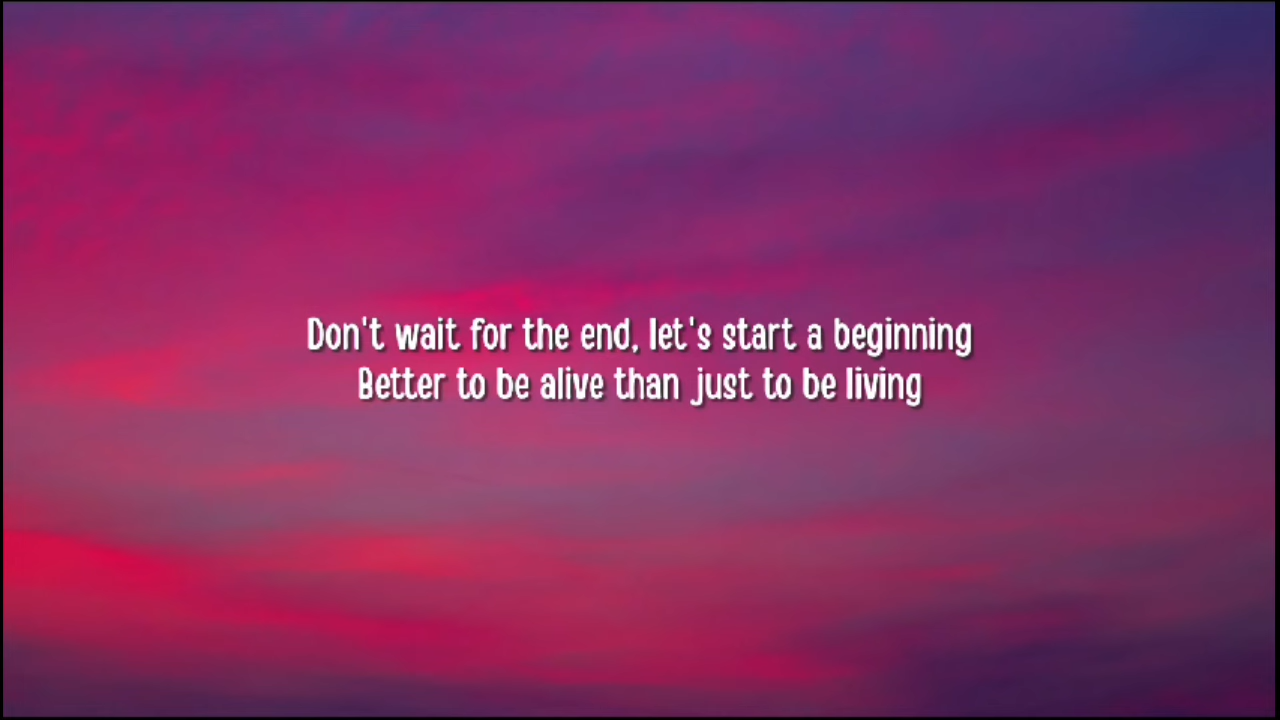 Don't wait for the end, let's start a beginning
Better to be alive than just to be living